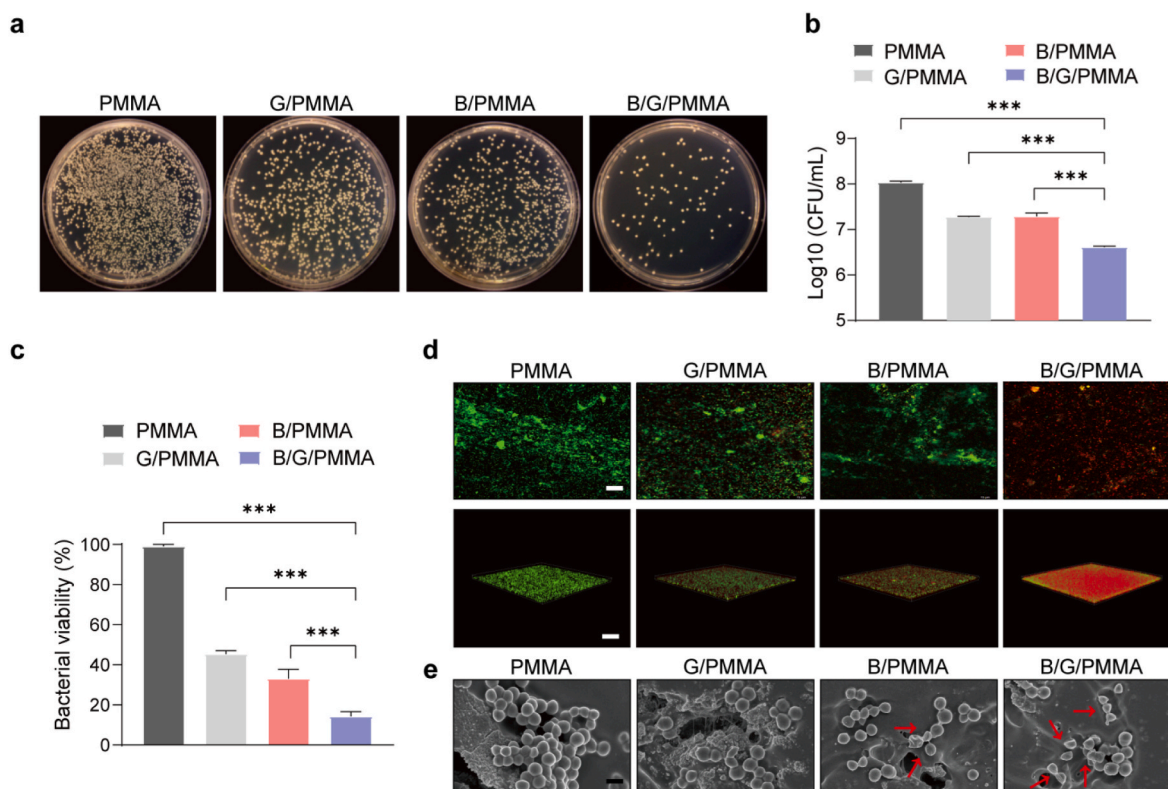 a
PMMA G/PMMA B/PMMA B/G/PMMA
b
PMMA B/PMMA
G/PMMA B/G/PMMA
***
***
***
Log10 (CFU/mL)
9
8
7
6
5
c
PMMA B/PMMA
G/PMMA B/G/PMMA
***
***
***
Bacterial viability (%)
100
80
60
40
20
0
d
PMMA G/PMMA B/PMMA B/G/PMMA
e
PMMA G/PMMA B/PMMA B/G/PMMA